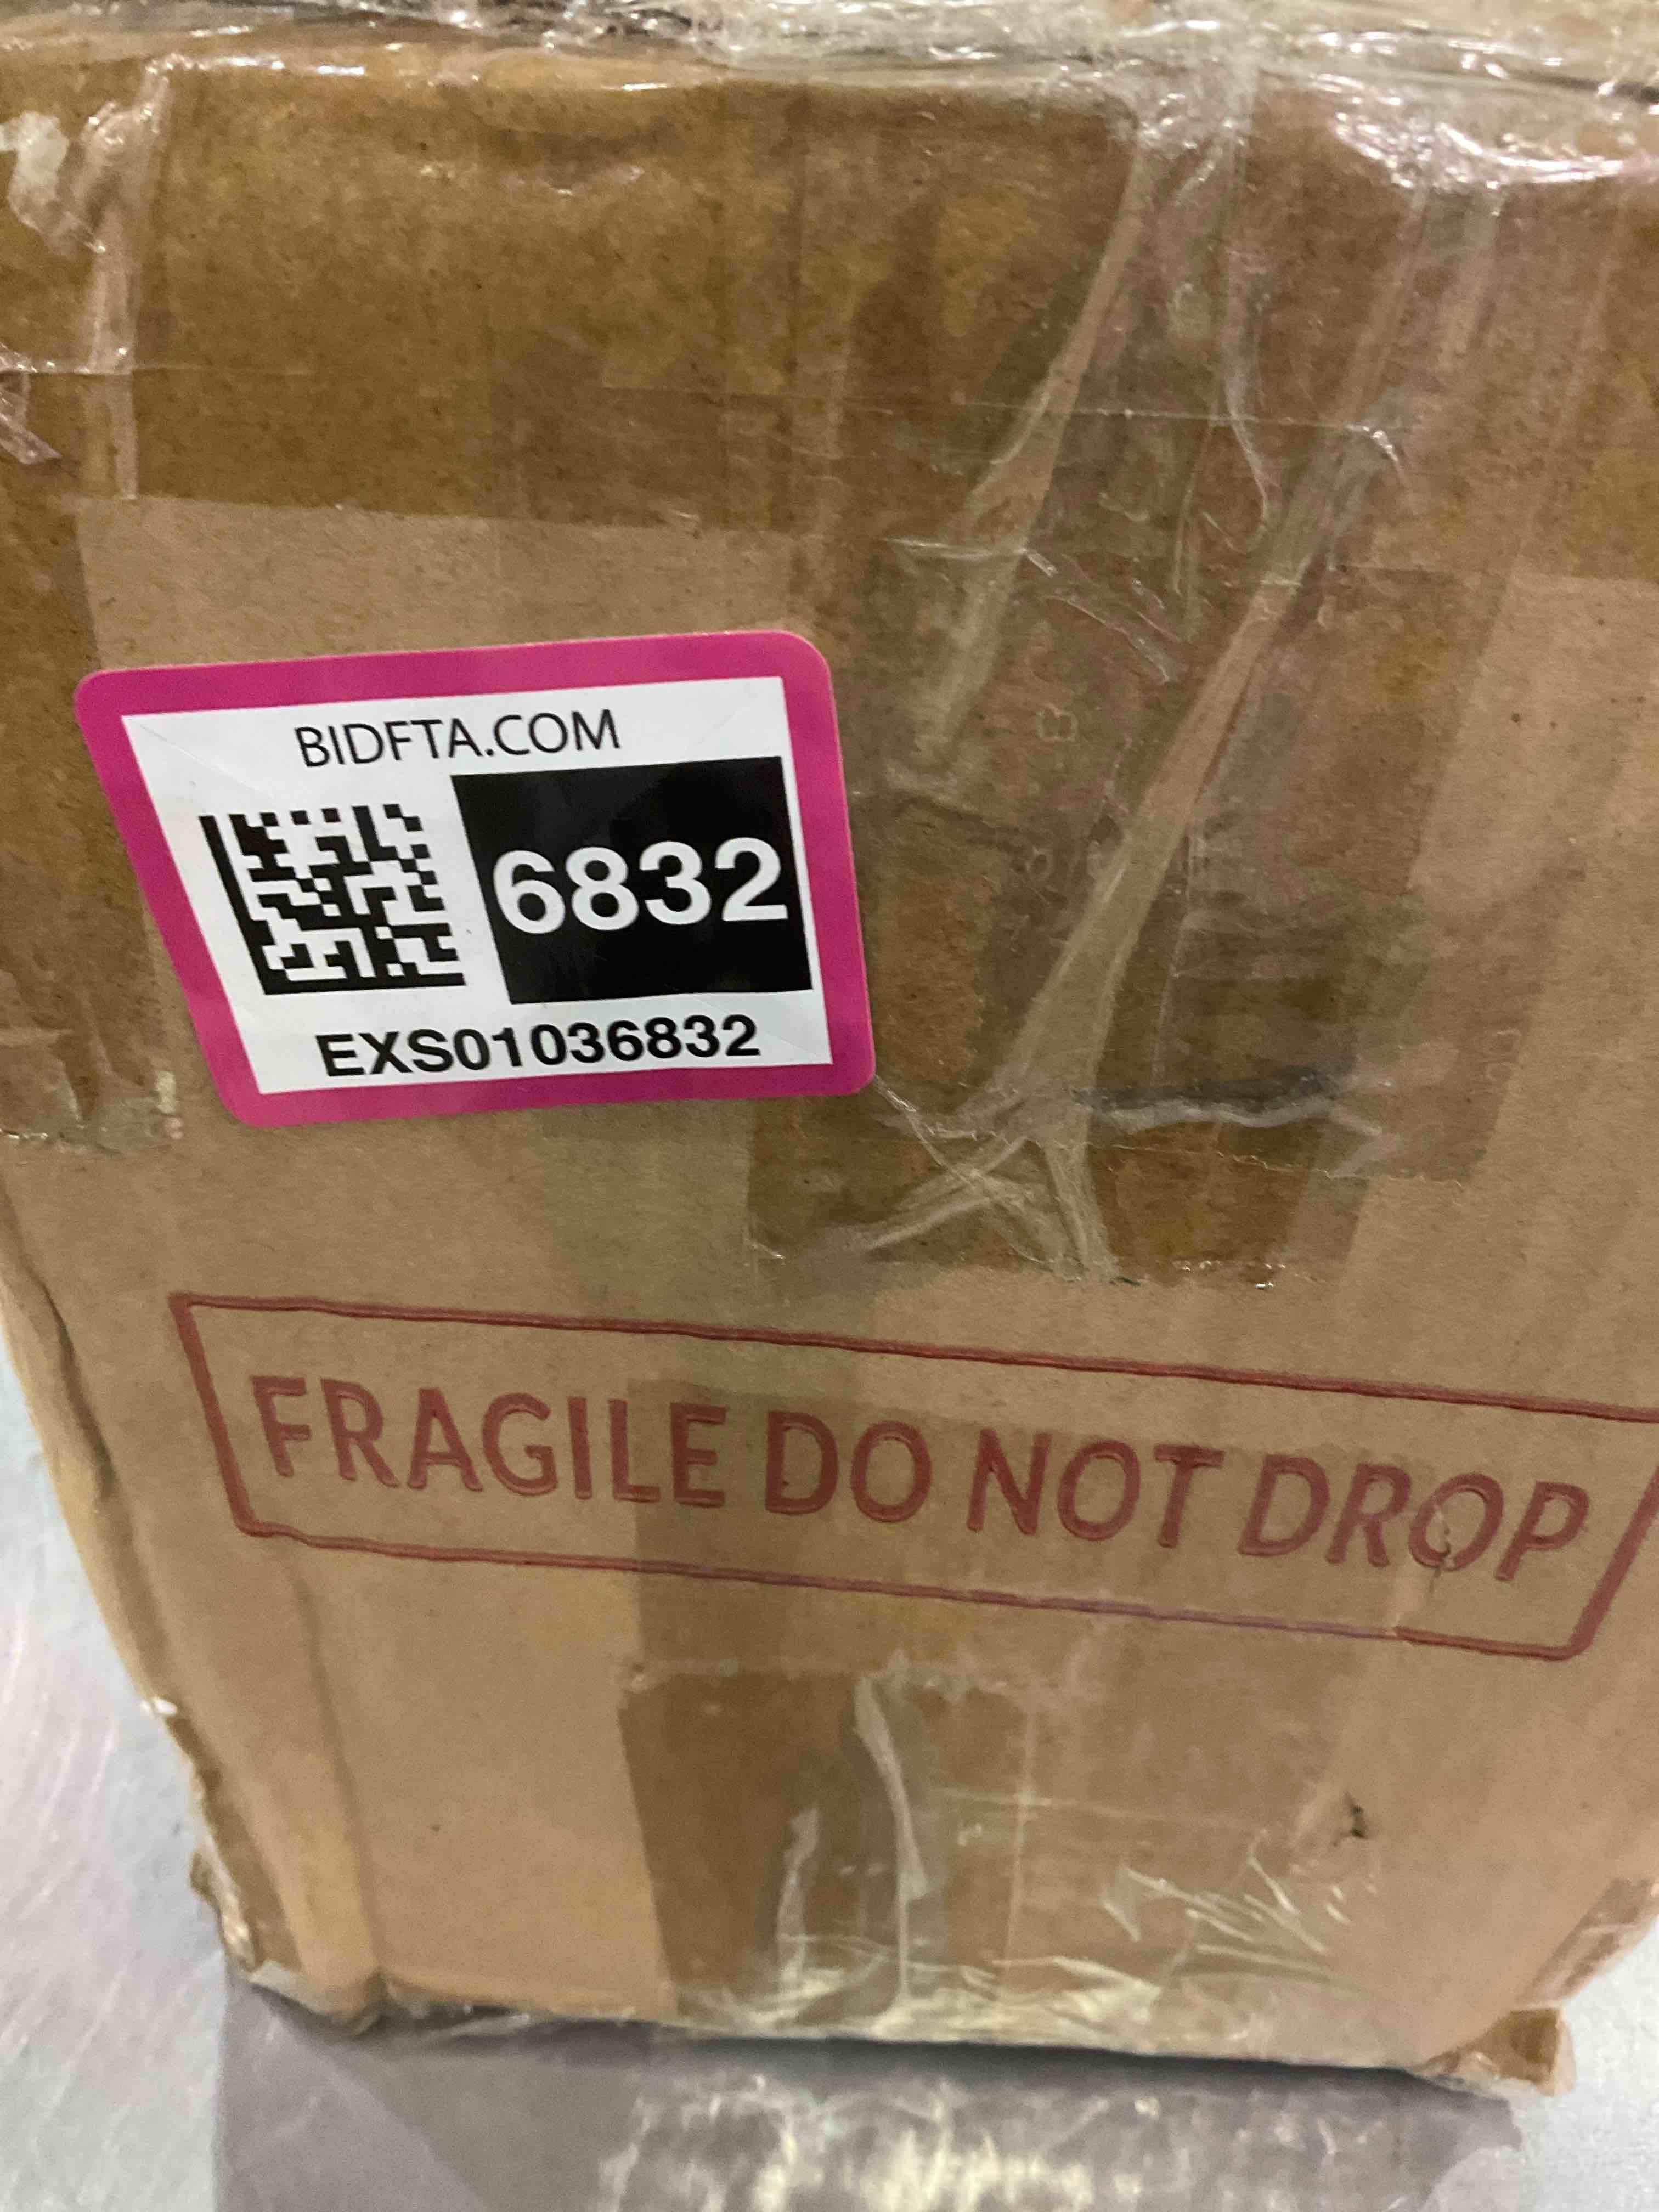 BIDFTA.COM
6832
EXS01036832
FRAGILE DO NOT DROP